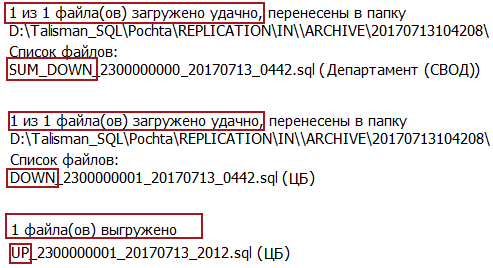 1 из 1 файла(ов) загружено удачно, перенесены в папку
D:\Talisman_SQL\Pochta\REPLICATION\IN\\ARCHIVE\20170713104208\
Список файлов:
SUM_DOWN_2300000000_20170713_0442.sql (Департамент (СВОД))
1 из 1 файла(ов) загружено удачно, перенесены в папку
D:\Talisman_SQL\Pochta\REPLICATION\IN\\ARCHIVE\20170713104208\
Список файлов:
DOWN_2300000001_20170713_0442.sql (ЦБ)
1 файла(ов) выгружено
UP_2300000001_20170713_2012.sql (ЦБ)